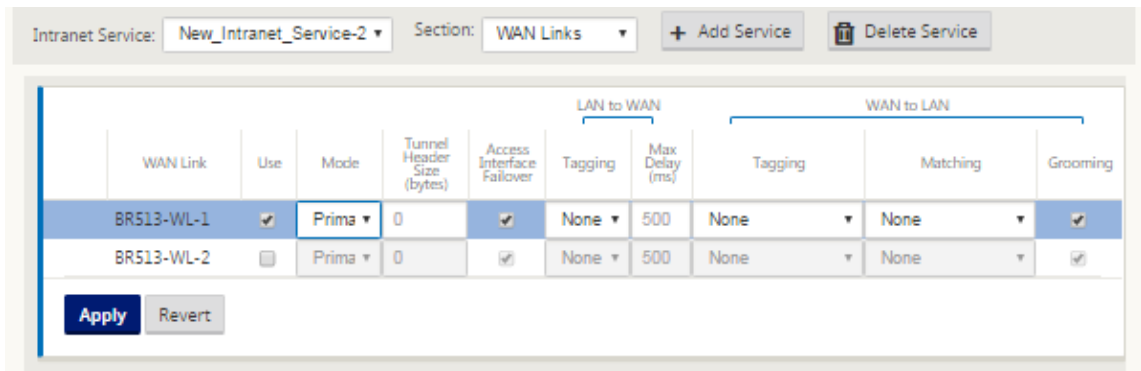 Intranet Service: New_Intranet_Service-2 Section: WAN Links + Add Service Delete Service
LAN to WAN WAN to LAN
WAN Link Use Mode Tunnel Header Size (bytes) Access Interface Failover Tagging Max Delay (ms) Tagging Matching Grooming
BR513-WL-1 Prima 0 None 500 None None
BR513-WL-2 Prima 0 None 500 None None
Apply Revert